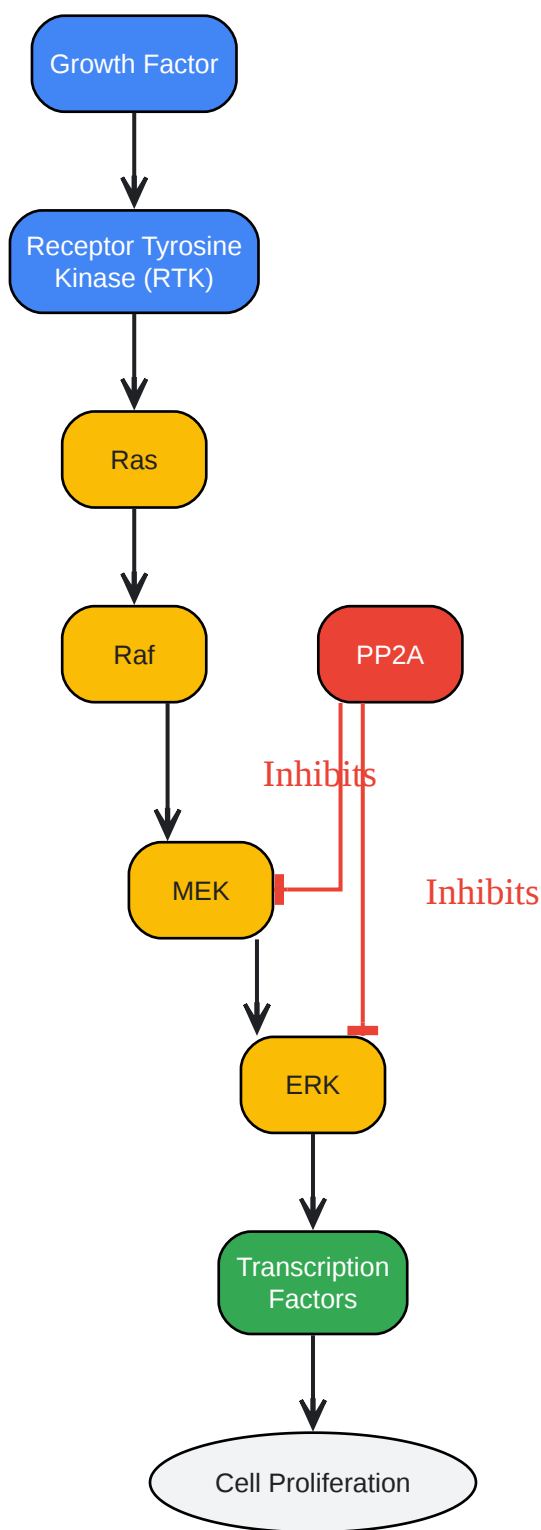 Growth Factor
Receptor Tyrosine
Kinase (RTK)
Ras
Raf
PP2A
Inhibits
MEK
Inhibits
ERK
Transcription
Factors
Cell Proliferation